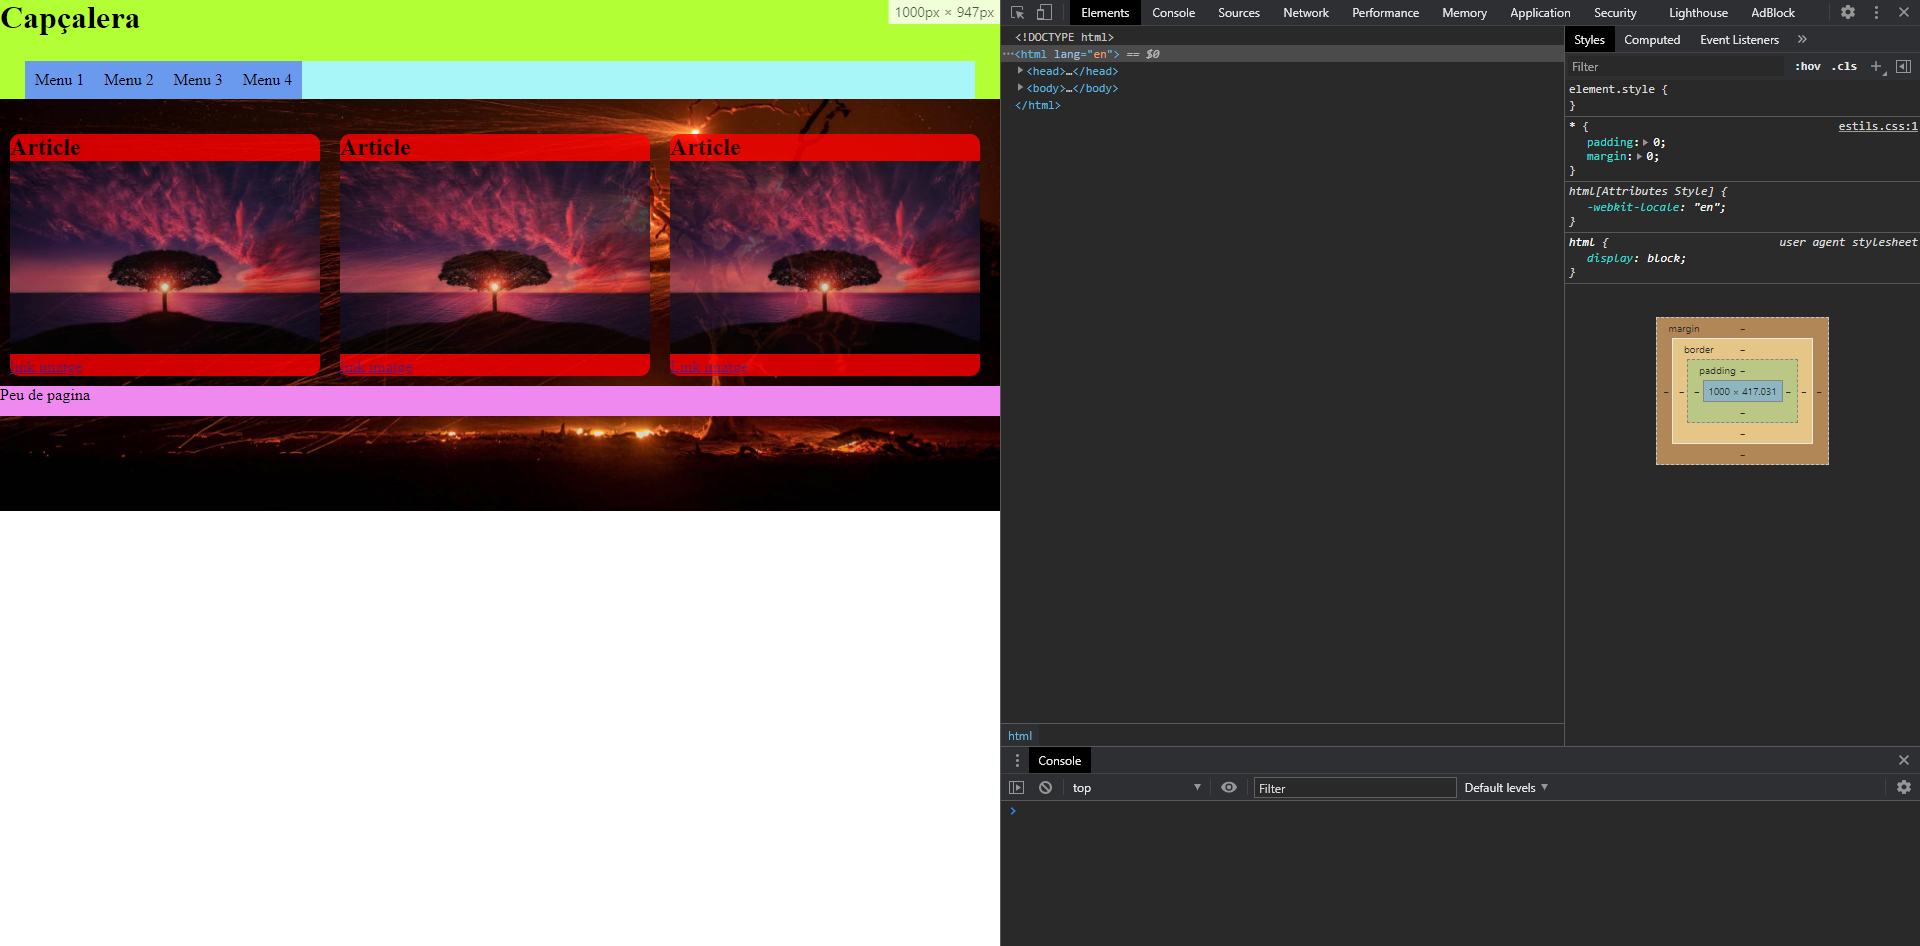 Capçalera
1000px × 947px
Menu 1 Menu 2 Menu 3 Menu 4
Article Article Article
Link imatge Link imatge Link imatge
Peu de pagina
Elements Console Sources Network Performance Memory Application Security Lighthouse AdBlock
<!DOCTYPE html>
<html lang="en"> == $0
<head>…</head>
<body>…</body>
</html>
html
Styles Computed Event Listeners »
Filter :hov .cls
element.style {
}
* { estils.css:1
padding: 0;
margin: 0;
}
html[Attributes Style] {
-webkit-locale: "en";
}
html { user agent stylesheet
display: block;
}
margin –
border –
padding –
– – – 1000 × 417.031 – – –
–
–
–
Console
top Filter Default levels